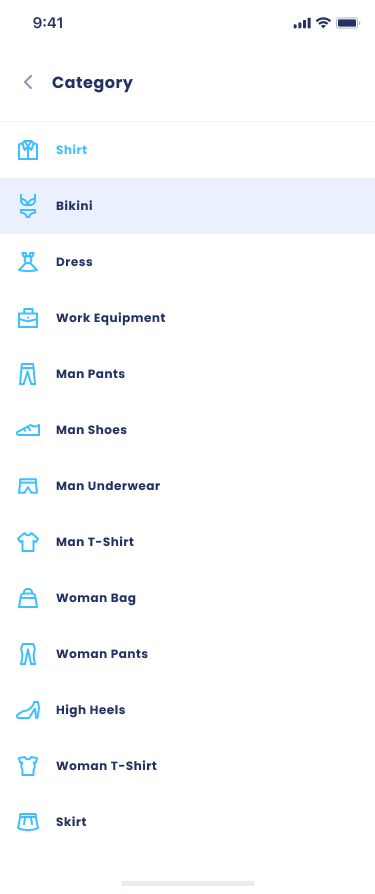 9:41
Category
Shirt
Bikini
Dress
Work Equipment
Man Pants
Man Shoes
Man Underwear
Man T-Shirt
Woman Bag
Woman Pants
High Heels
Woman T-Shirt
Skirt